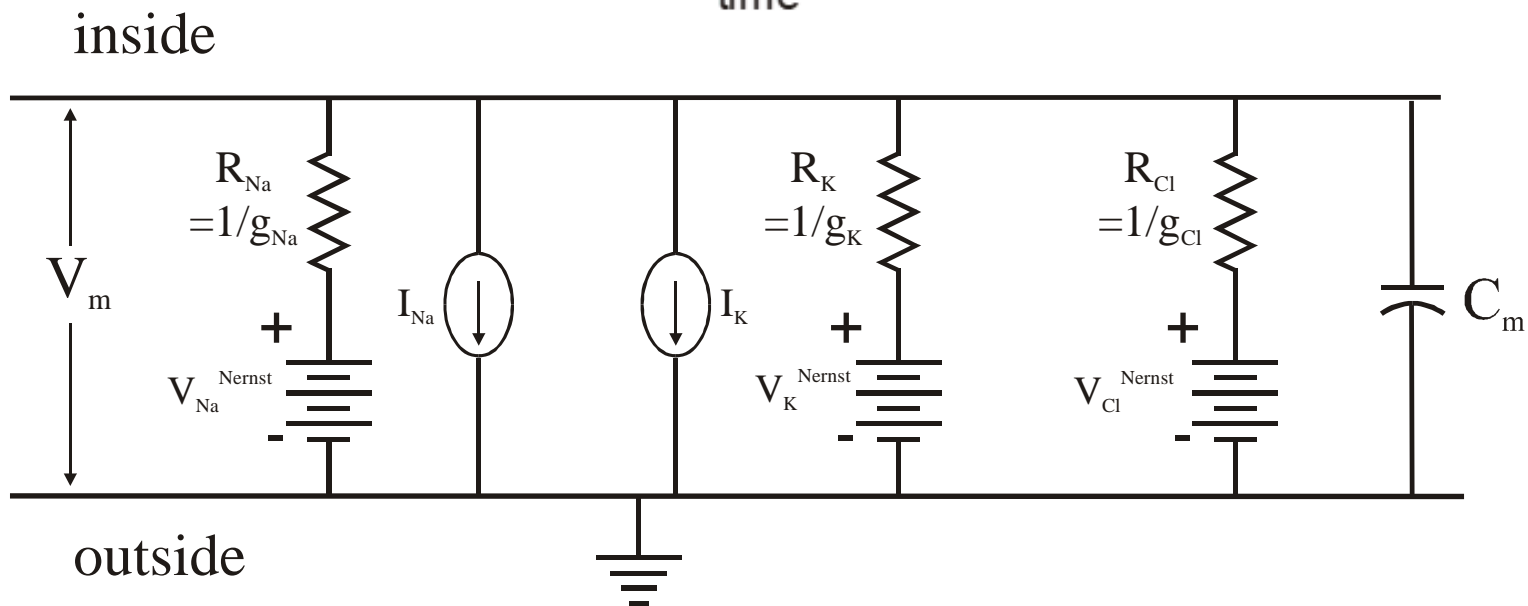 time
inside
R_Na
=1/g_Na
R_K
=1/g_K
R_Cl
=1/g_Cl
V_m
I_Na
I_K
C_m
+
+
+
V_Na^Nernst
V_K^Nernst
V_Cl^Nernst
-
-
-
outside